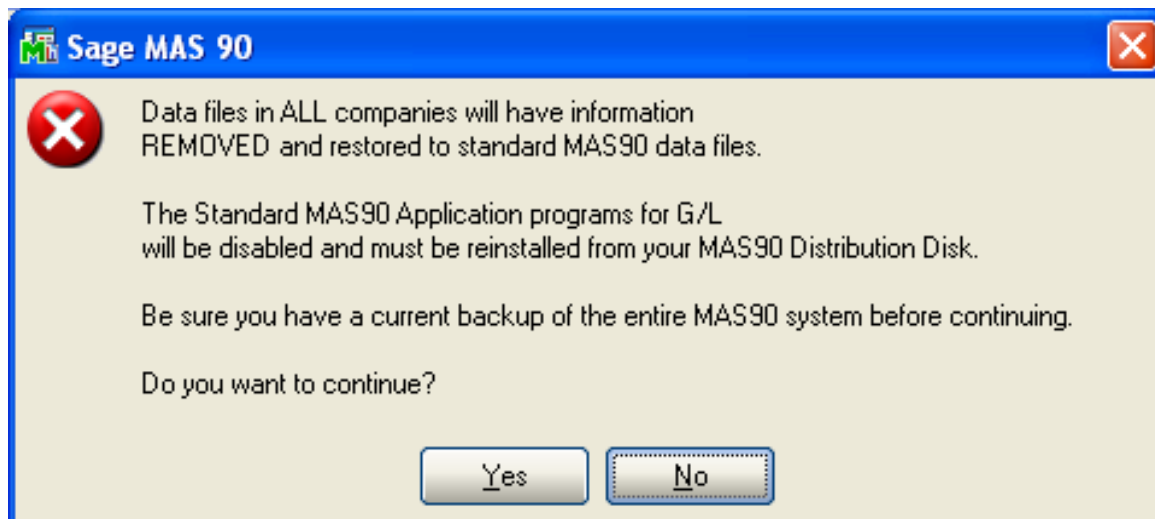 Sage MAS 90
Data files in ALL companies will have information
REMOVED and restored to standard MAS90 data files.
The Standard MAS90 Application programs for G/L
will be disabled and must be reinstalled from your MAS90 Distribution Disk.
Be sure you have a current backup of the entire MAS90 system before continuing.
Do you want to continue?
Yes No